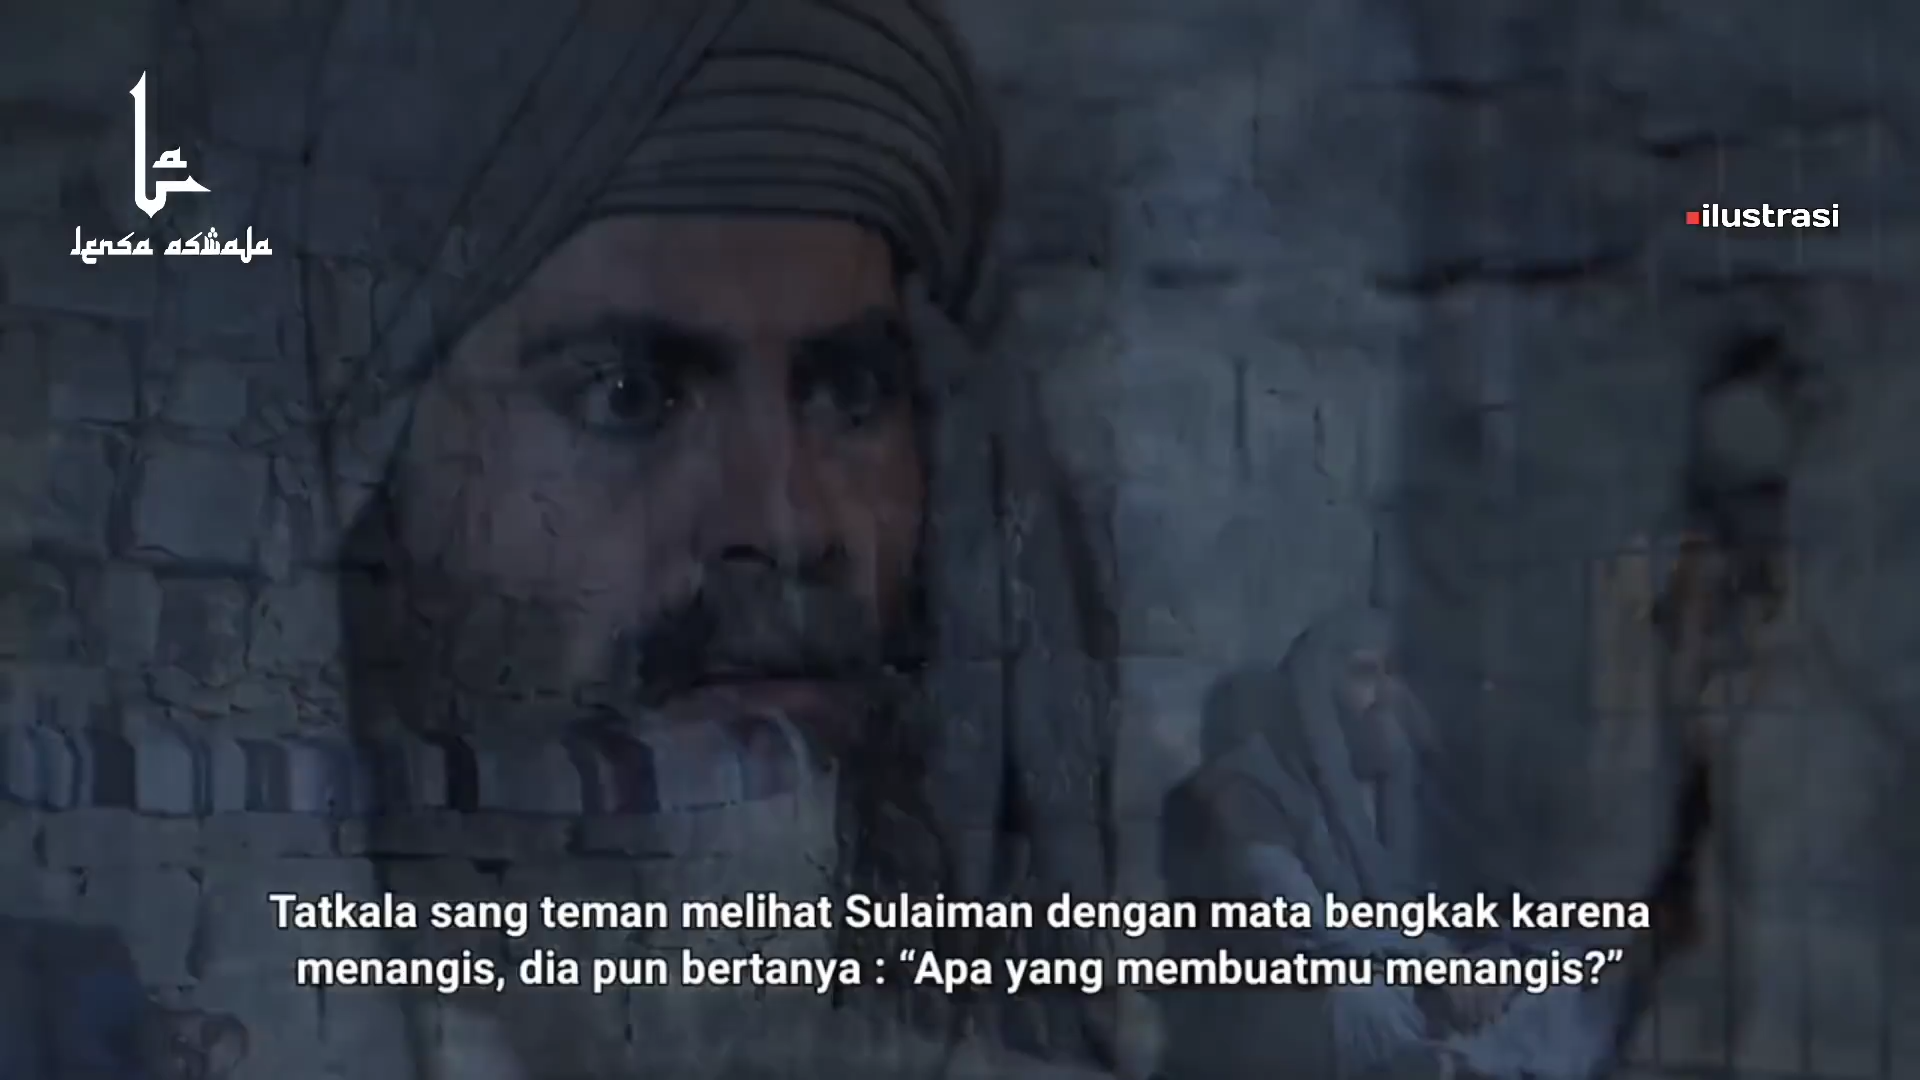 lensa aswaja
ilustrasi
Tatkala sang teman melihat Sulaiman dengan mata bengkak karena
menangis, dia pun bertanya : “Apa yang membuatmu menangis?”